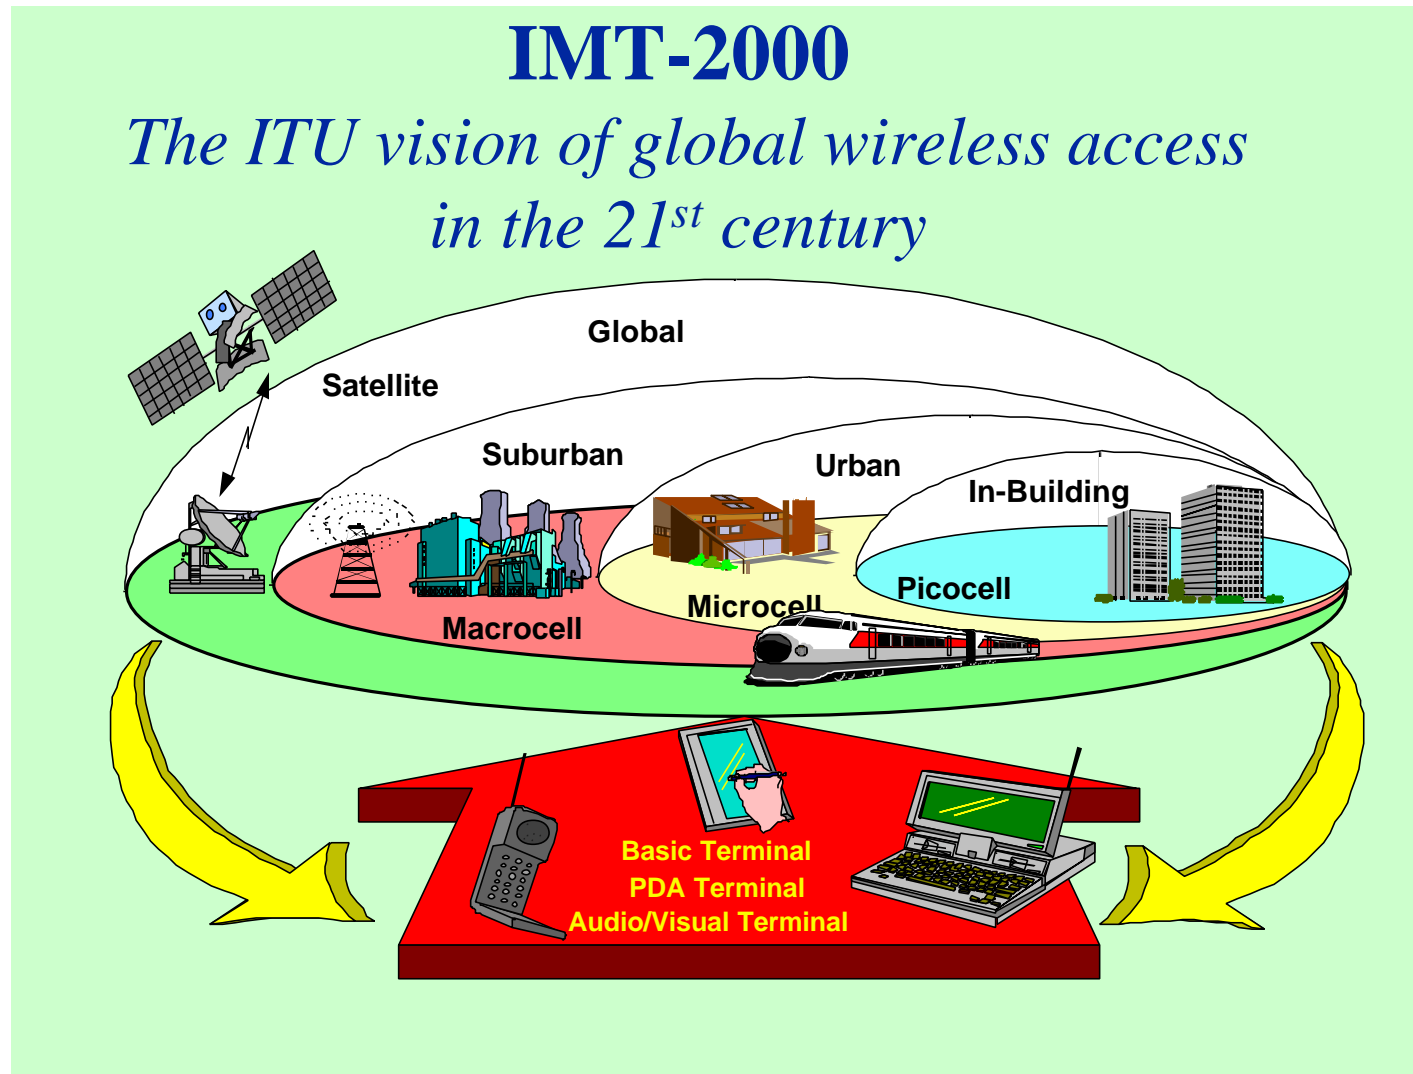 IMT-2000
The ITU vision of global wireless access
in the 21st century
Global
Satellite
Suburban
Urban
In-Building
Picocell
Microcell
Macrocell
Basic Terminal
PDA Terminal
Audio/Visual Terminal